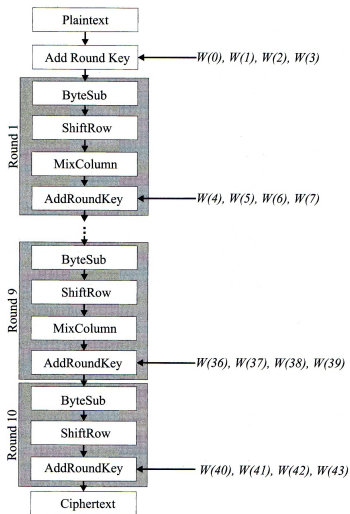 Plaintext
Add Round Key
W(0), W(1), W(2), W(3)
Round 1
ByteSub
ShiftRow
MixColumn
AddRoundKey
W(4), W(5), W(6), W(7)
Round 9
ByteSub
ShiftRow
MixColumn
AddRoundKey
W(36), W(37), W(38), W(39)
Round 10
ByteSub
ShiftRow
AddRoundKey
W(40), W(41), W(42), W(43)
Ciphertext